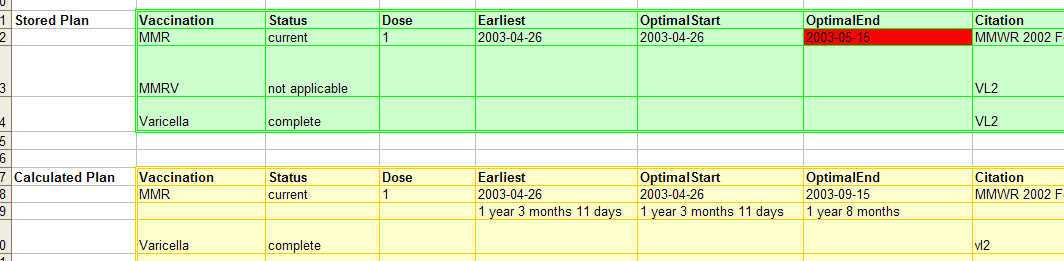 1 Stored Plan Vaccination Status Dose Earliest OptimalStart OptimalEnd Citation
2 MMR current 1 2003-04-26 2003-04-26 2003-05-15 MMWR 2002 F
3 MMRV not applicable VL2
4 Varicella complete VL2
5
6
7 Calculated Plan Vaccination Status Dose Earliest OptimalStart OptimalEnd Citation
8 MMR current 1 2003-04-26 2003-04-26 2003-09-15 MMWR 2002 F
9 1 year 3 months 11 days 1 year 3 months 11 days 1 year 8 months
0 Varicella complete vl2